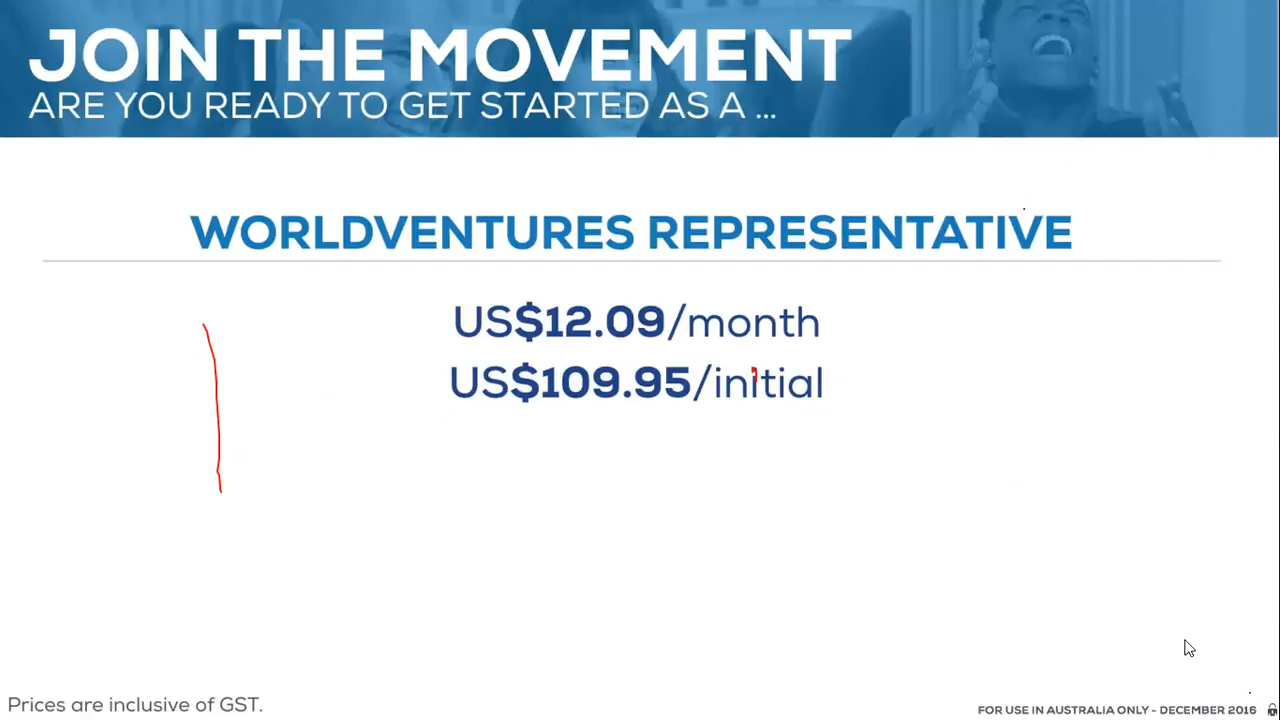 JOIN THE MOVEMENT
ARE YOU READY TO GET STARTED AS A ...
WORLDVENTURES REPRESENTATIVE
US$12.09/month
US$109.95/initial
Prices are inclusive of GST.
FOR USE IN AUSTRALIA ONLY - DECEMBER 2016